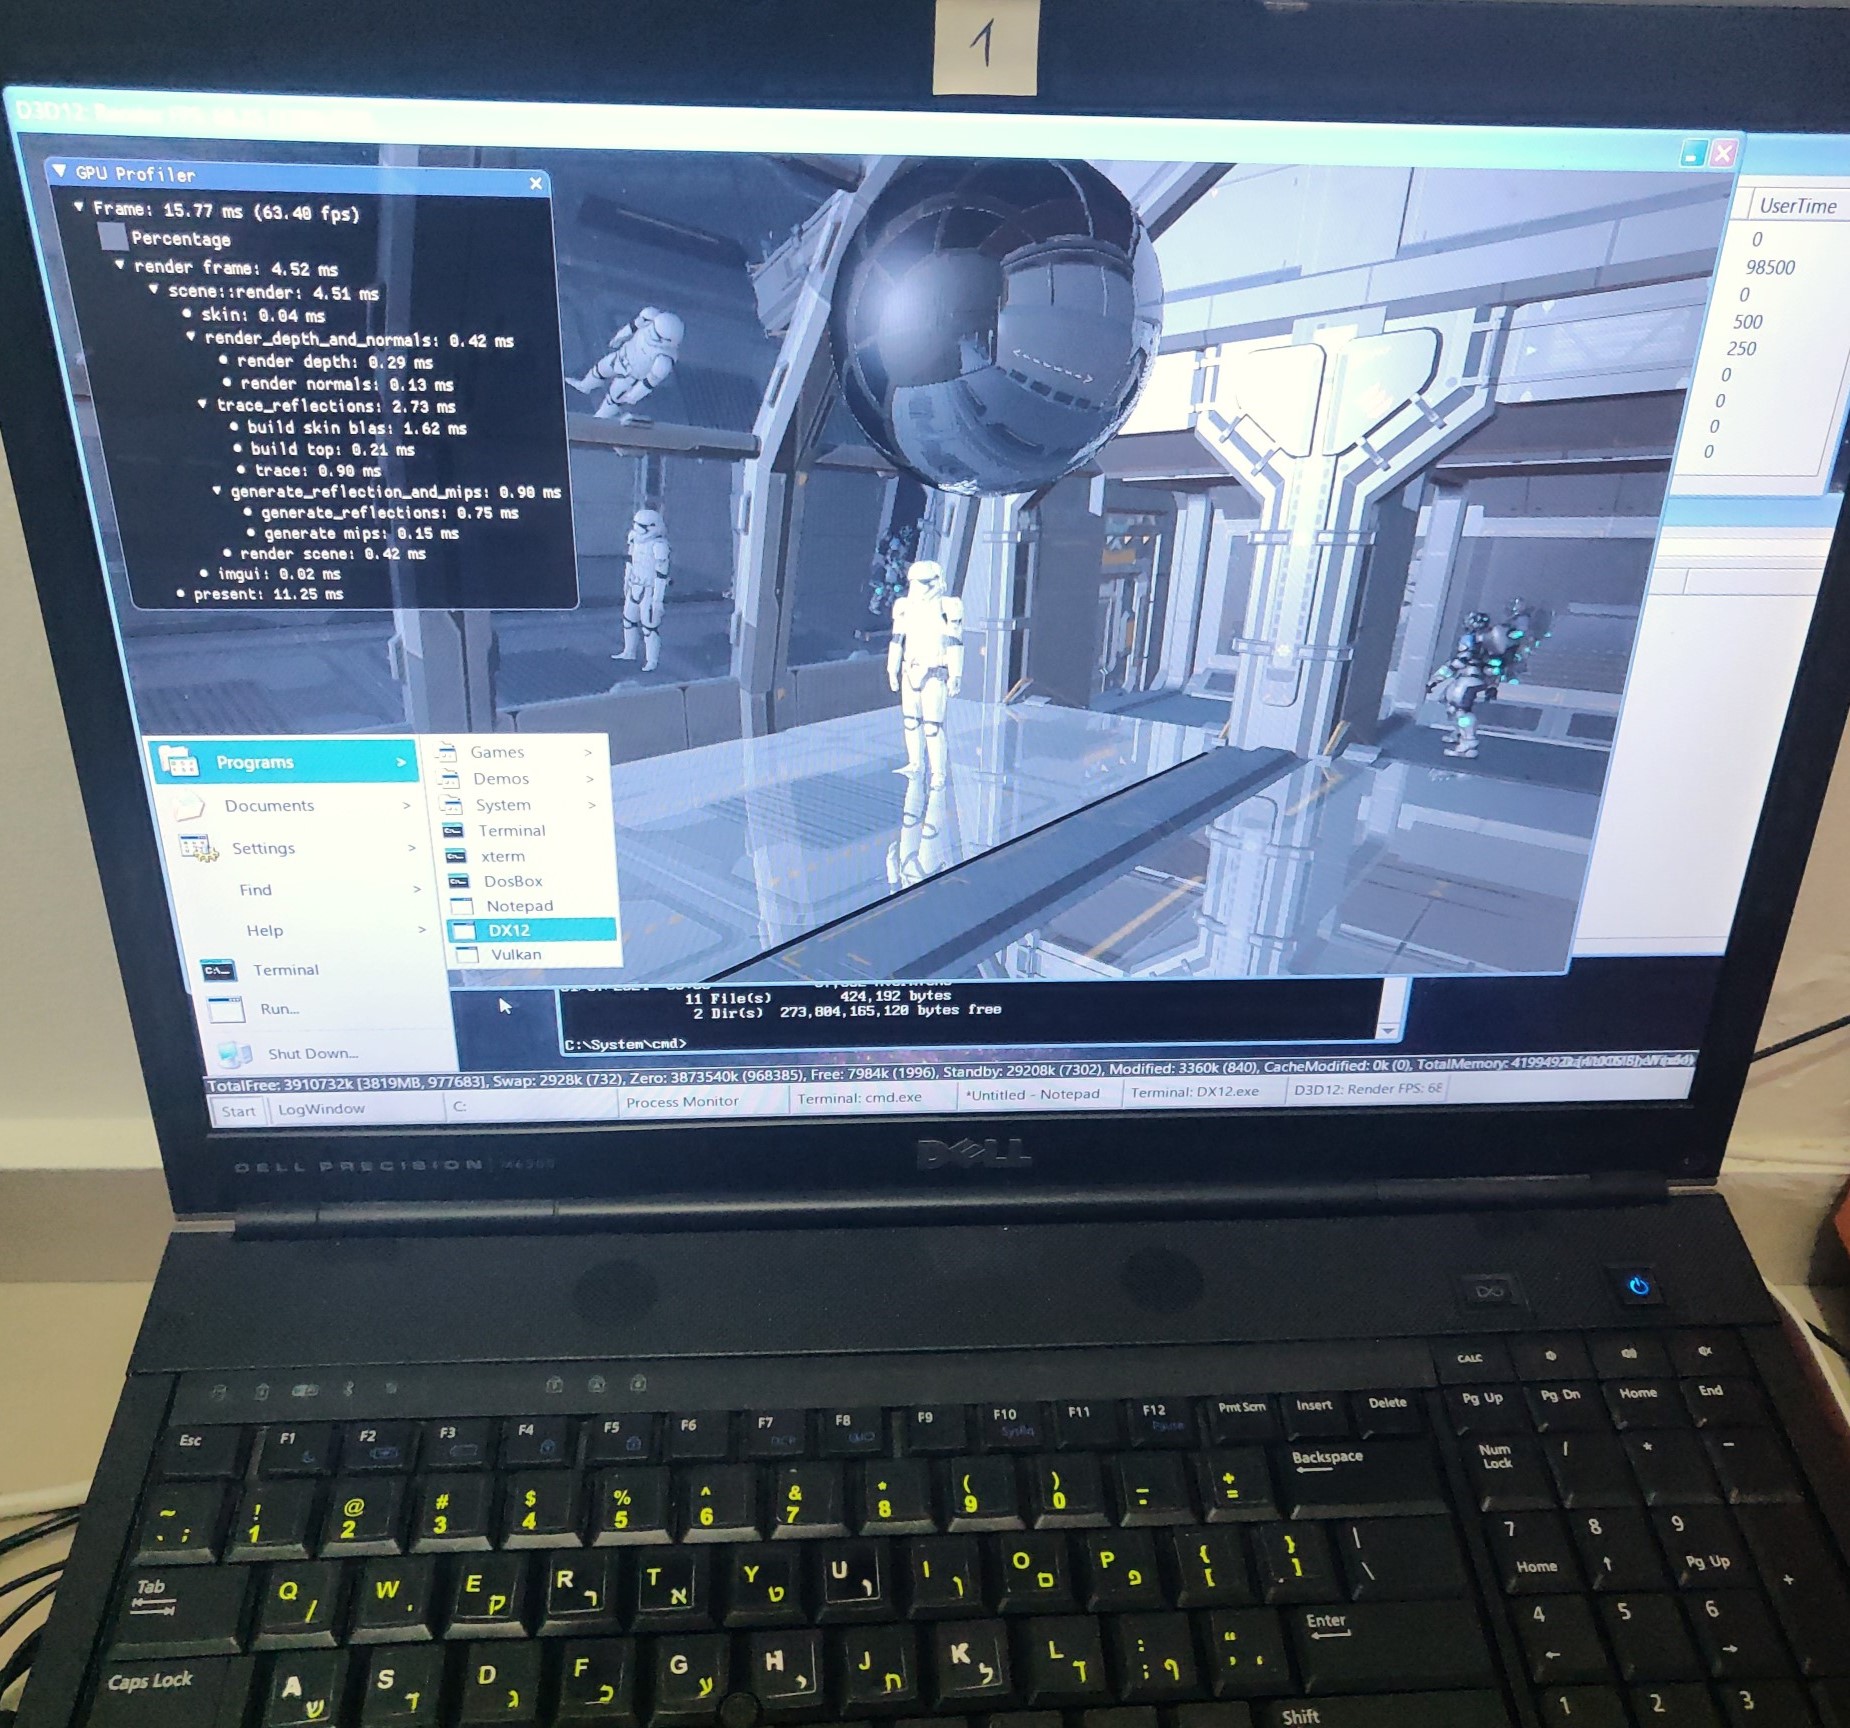 1
D3D12: Render
GPU Profiler
Frame: 15.77 ms (63.40 fps)
Percentage
render frame: 4.52 ms
scene::render: 4.51 ms
skin: 0.04 ms
render_depth_and_normals: 0.42 ms
render depth: 0.29 ms
render normals: 0.13 ms
trace_reflections: 2.73 ms
build skin blas: 1.62 ms
build top: 0.21 ms
trace: 0.90 ms
generate_reflection_and_mips: 0.90 ms
generate_reflections: 0.75 ms
generate mips: 0.15 ms
render scene: 0.42 ms
imgui: 0.02 ms
present: 11.25 ms
UserTime
0
98500
0
500
250
0
0
0
0
Programs >
Documents >
Settings >
Find >
Help >
Terminal
Run...
Shut Down...
Games >
Demos >
System >
Terminal
xterm
DosBox
Notepad
DX12
Vulkan
11 File(s) 424,192 bytes
2 Dir(s) 273,804,165,120 bytes free
C:\System\cmd>
TotalFree: 3910732k [3819MB, 977683], Swap: 2928k (732), Zero: 3873540k (968385), Free: 7984k (1996), Standby: 29208k (7302), Modified: 3360k (840), CacheModified: 0k (0), TotalMemory:
Start LogWindow C: Process Monitor Terminal: cmd.exe *Untitled - Notepad Terminal: DX12.exe D3D12: Render FPS: 68
DELL PRECISION
DELL
CALC
Esc F1 F2 F3 F4 F5 F6 F7 F8 F9 F10 F11 F12 Prnt Scrn Insert Delete Pg Up Pg Dn Home End
SysRq Pause
~ ! @ # $ % ^ & * ( ) - + Backspace Num Lock / * -
; 1 2 3 4 5 6 7 8 9 0 =
Tab Q / W E ק R ר T א Y ט U ו I ן O ם P פ { [ } ] | \ 7 Home 8 9 Pg Up +
Caps Lock A ש S ד D ג F כ G ע H י J ח K ל L ך : ; ף " ' , Enter 4 5 6
Shift 1 2 3